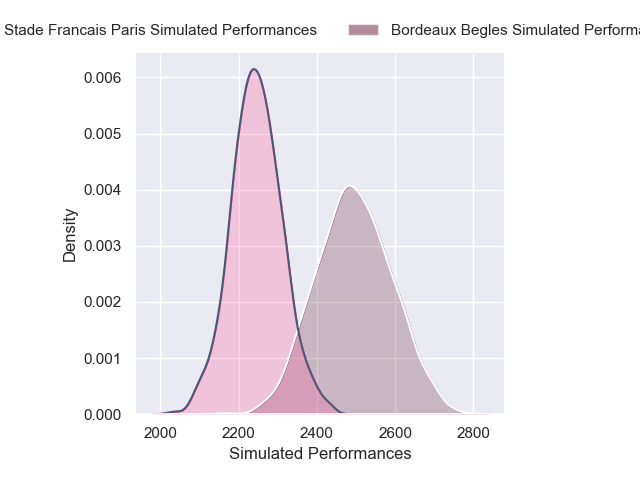 Stade Francais Paris Simulated Performances Bordeaux Begles Simulated
0.006
0.005
0.004
0.003
0.002
0.001
0.000
Density
2000 2200 2400 2600 2800
Simulated Performances